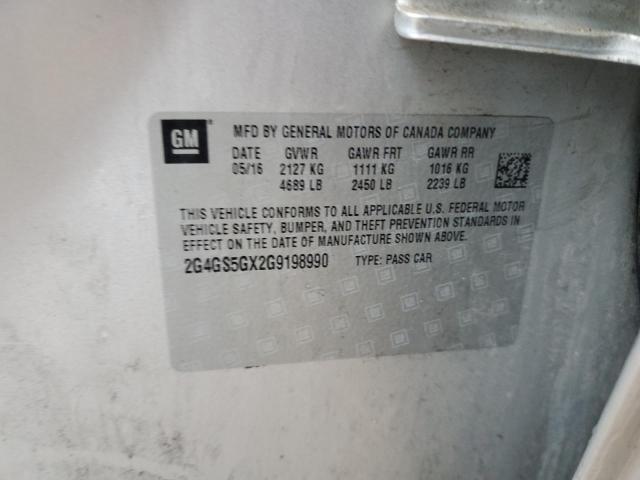 GM® MFD BY GENERAL MOTORS OF CANADA COMPANY
DATE GVWR GAWR FRT GAWR RR
05/16 2127 KG 1111 KG 1016 KG
4689 LB 2450 LB 2239 LB
THIS VEHICLE CONFORMS TO ALL APPLICABLE U.S. FEDERAL MOTOR
VEHICLE SAFETY, BUMPER, AND THEFT PREVENTION STANDARDS IN
EFFECT ON THE DATE OF MANUFACTURE SHOWN ABOVE.
2G4GS5GX2G9198990 TYPE: PASS CAR